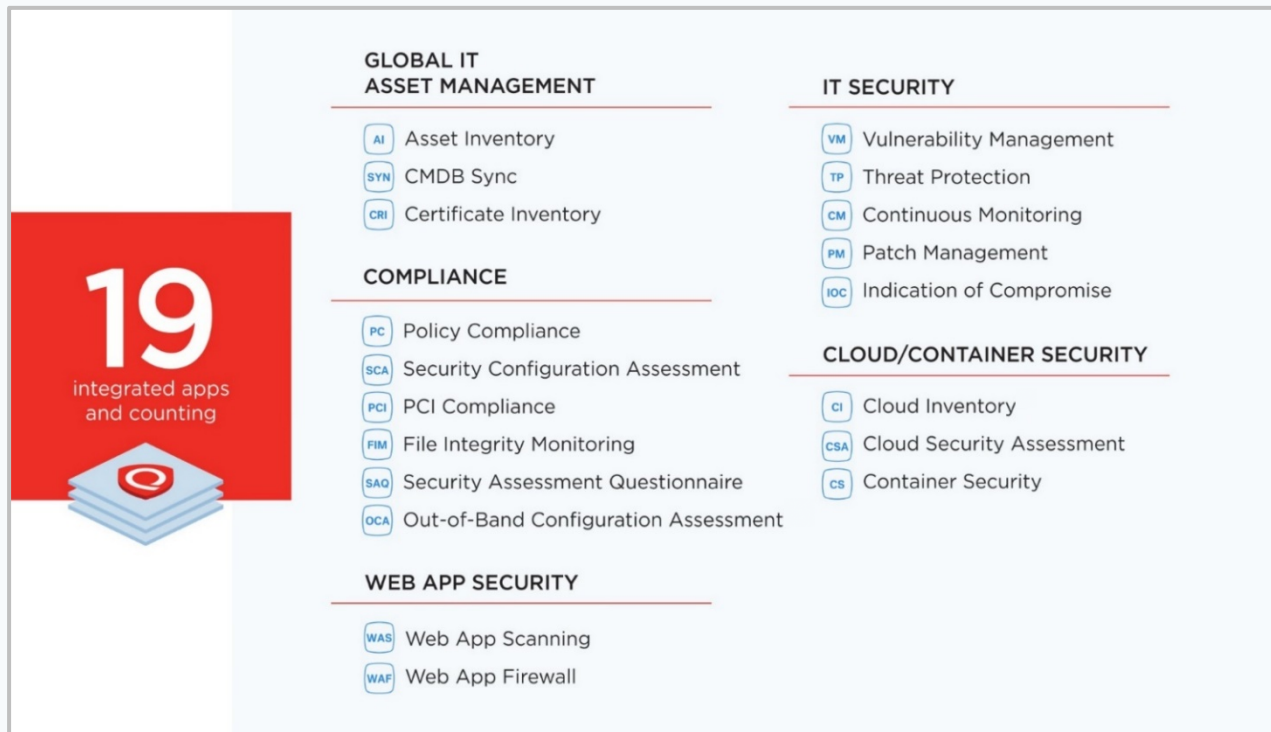 19
integrated apps
and counting
GLOBAL IT
ASSET MANAGEMENT
AI Asset Inventory
SYN CMDB Sync
CRI Certificate Inventory
COMPLIANCE
PC Policy Compliance
SCA Security Configuration Assessment
PCI PCI Compliance
FIM File Integrity Monitoring
SAQ Security Assessment Questionnaire
OCA Out-of-Band Configuration Assessment
WEB APP SECURITY
WAS Web App Scanning
WAF Web App Firewall
IT SECURITY
VM Vulnerability Management
TP Threat Protection
CM Continuous Monitoring
PM Patch Management
IOC Indication of Compromise
CLOUD/CONTAINER SECURITY
CI Cloud Inventory
CSA Cloud Security Assessment
CS Container Security